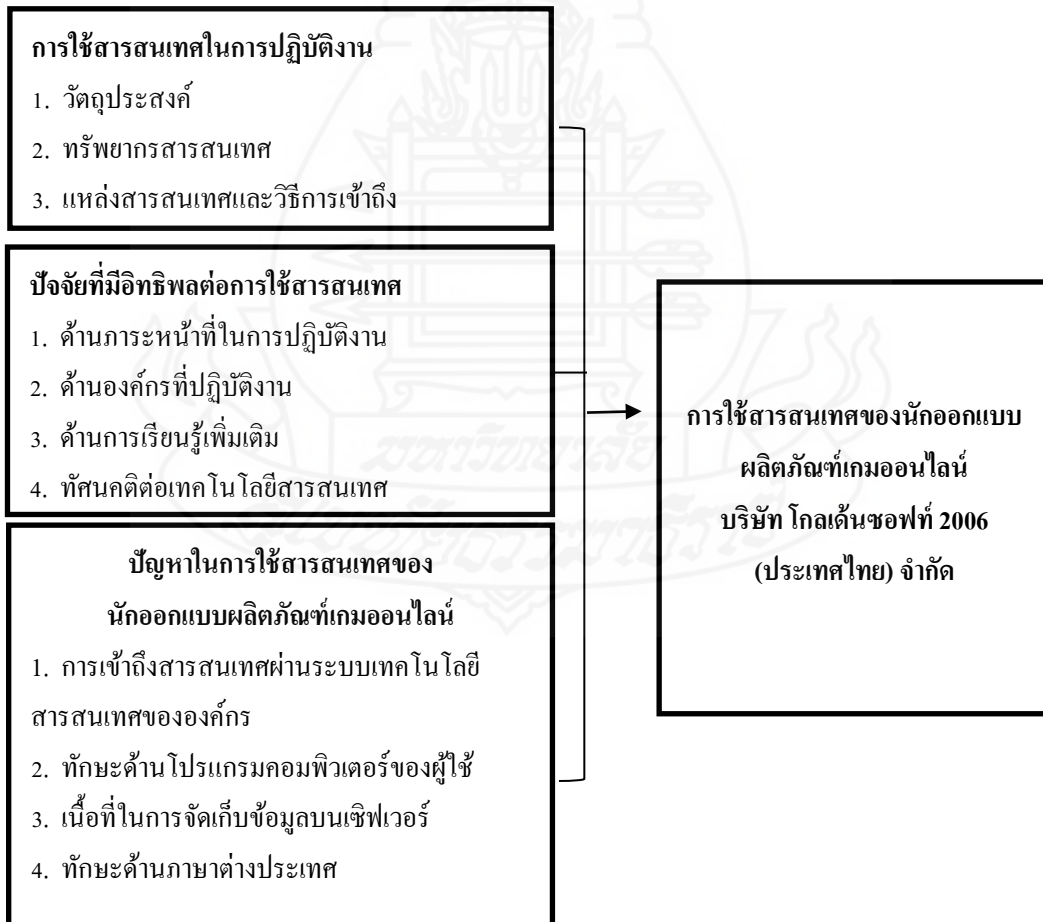 การใช้สารสนเทศในการปฏิบัติงาน
1. วัตถุประสงค์
2. ทรัพยากรสารสนเทศ
3. แหล่งสารสนเทศและวิธีการเข้าถึง
ปัจจัยที่มีอิทธิพลต่อการใช้สารสนเทศ
1. ด้านภาระหน้าที่ในการปฏิบัติงาน
2. ด้านองค์กรที่ปฏิบัติงาน
3. ด้านการเรียนรู้เพิ่มเติม
4. ทัศนคติต่อเทคโนโลยีสารสนเทศ
ปัญหาในการใช้สารสนเทศของ
นักออกแบบผลิตภัณฑ์เกมออนไลน์
1. การเข้าถึงสารสนเทศผ่านระบบเทคโนโลยี
สารสนเทศขององค์กร
2. ทักษะด้านโปรแกรมคอมพิวเตอร์ของผู้ใช้
3. เนื้อที่ในการจัดเก็บข้อมูลบนเซิฟเวอร์
4. ทักษะด้านภาษาต่างประเทศ
การใช้สารสนเทศของนักออกแบบ
ผลิตภัณฑ์เกมออนไลน์
บริษัท โกลเด้นซอฟท์ 2006
(ประเทศไทย) จำกัด